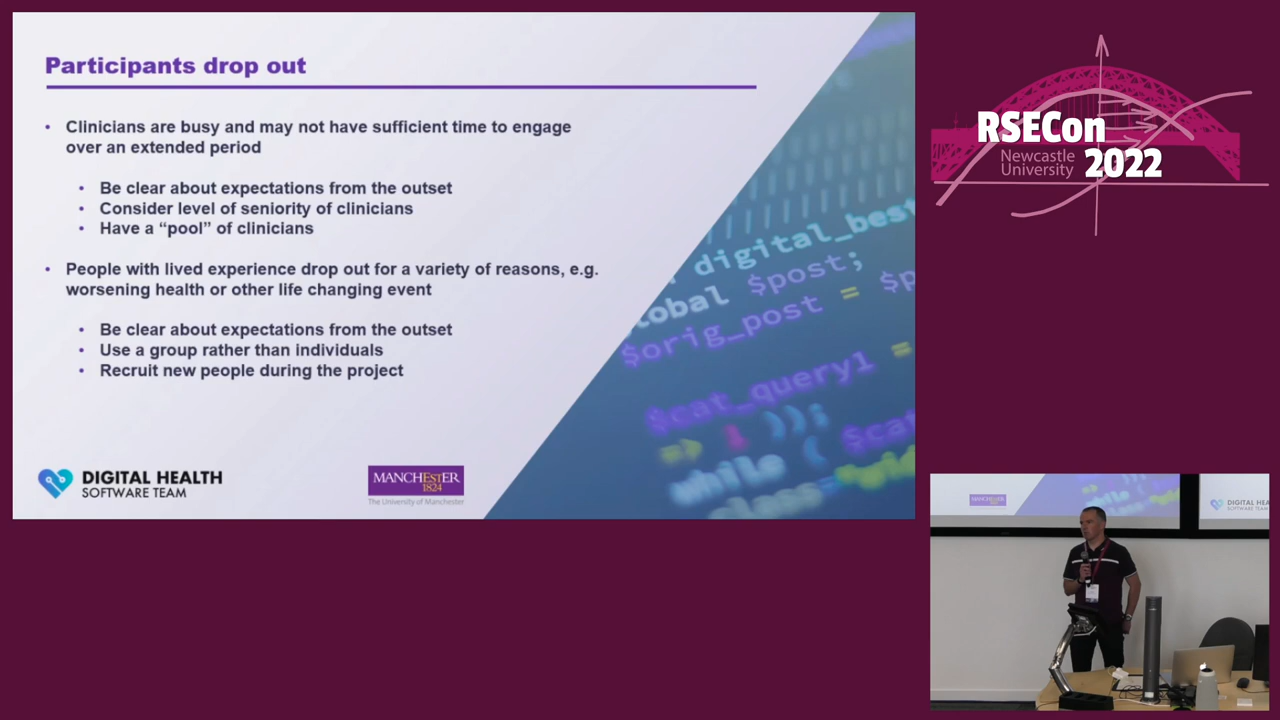 Participants drop out
• Clinicians are busy and may not have sufficient time to engage
over an extended period
• Be clear about expectations from the outset
• Consider level of seniority of clinicians
• Have a “pool” of clinicians
• People with lived experience drop out for a variety of reasons, e.g.
worsening health or other life changing event
• Be clear about expectations from the outset
• Use a group rather than individuals
• Recruit new people during the project
DIGITAL HEALTH
SOFTWARE TEAM
MANCHESTER
1824
The University of Manchester
digital_best
$post;
$orig_post =
$cat_query1 =
=> 1 ));
while (
RSECon
Newcastle
University
2022
MANCHESTER
1824
DIGITAL HEA
SOFTWARE TEAM